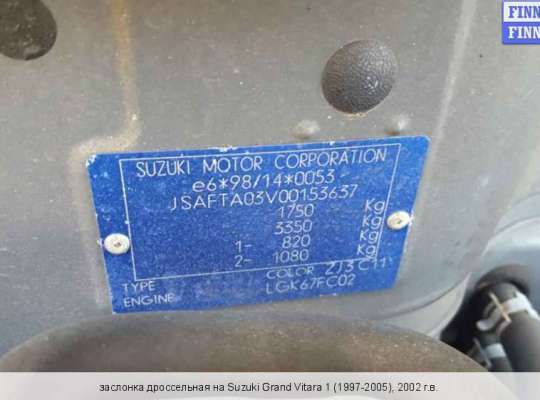 FINN
FINN
SUZUKI MOTOR CORPORATION
e6*98/14*0053
JSAFTA03V00153637
1750 Kg
3350 Kg
1- 820 Kg
2- 1080 Kg
COLOR ZJ3 C11
TYPE LGK67FC02
ENGINE
заслонка дроссельная на Suzuki Grand Vitara 1 (1997-2005), 2002 г.в.